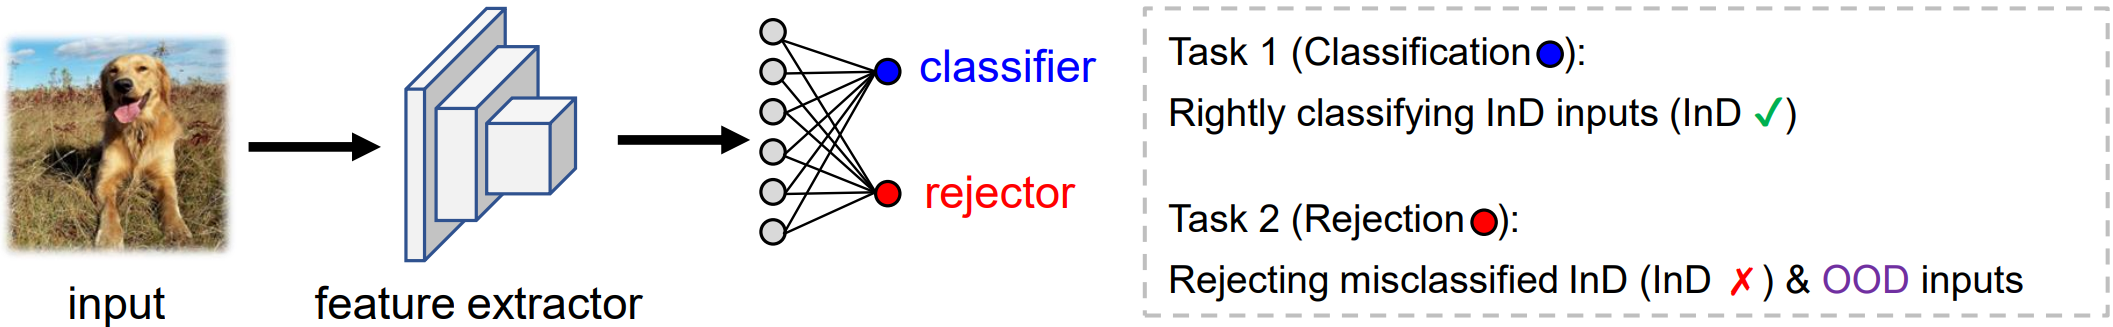 input
feature extractor
classifier
rejector
Task 1 (Classification ):
Rightly classifying InD inputs (InD ✓)
Task 2 (Rejection ):
Rejecting misclassified InD (InD ✗) & OOD inputs